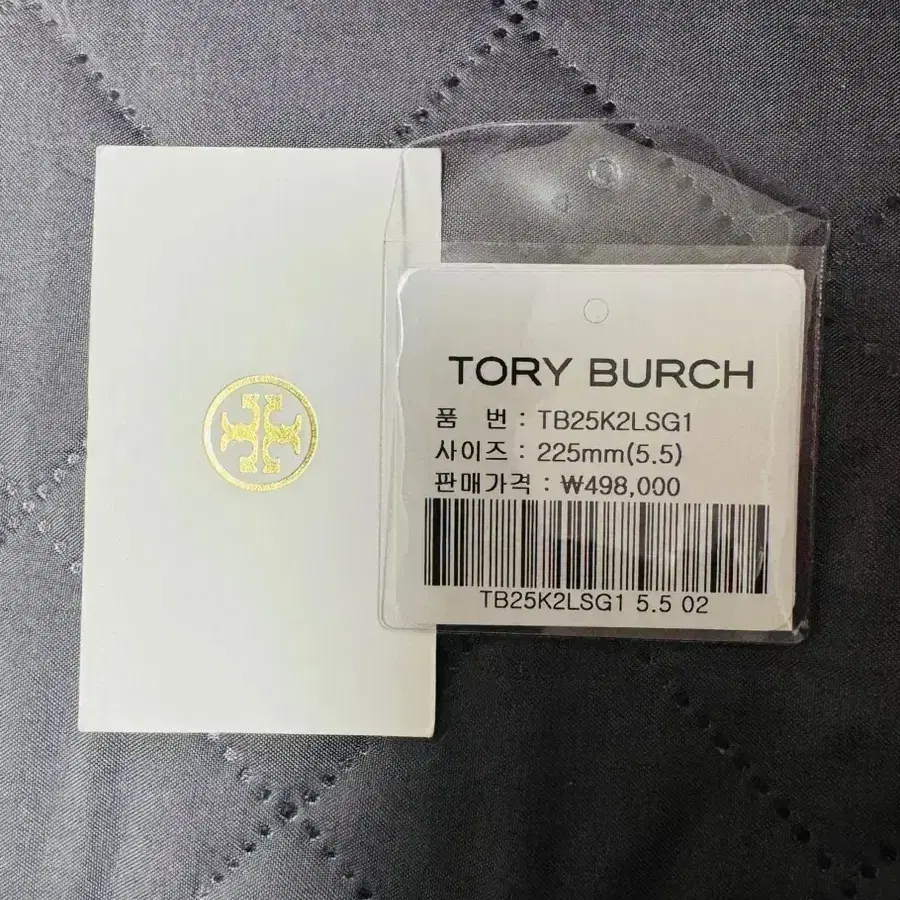 TORY BURCH
품 번 : TB25K2LSG1
사이즈 : 225mm(5.5)
판매가격 : ₩498,000
TB25K2LSG1 5.5 02